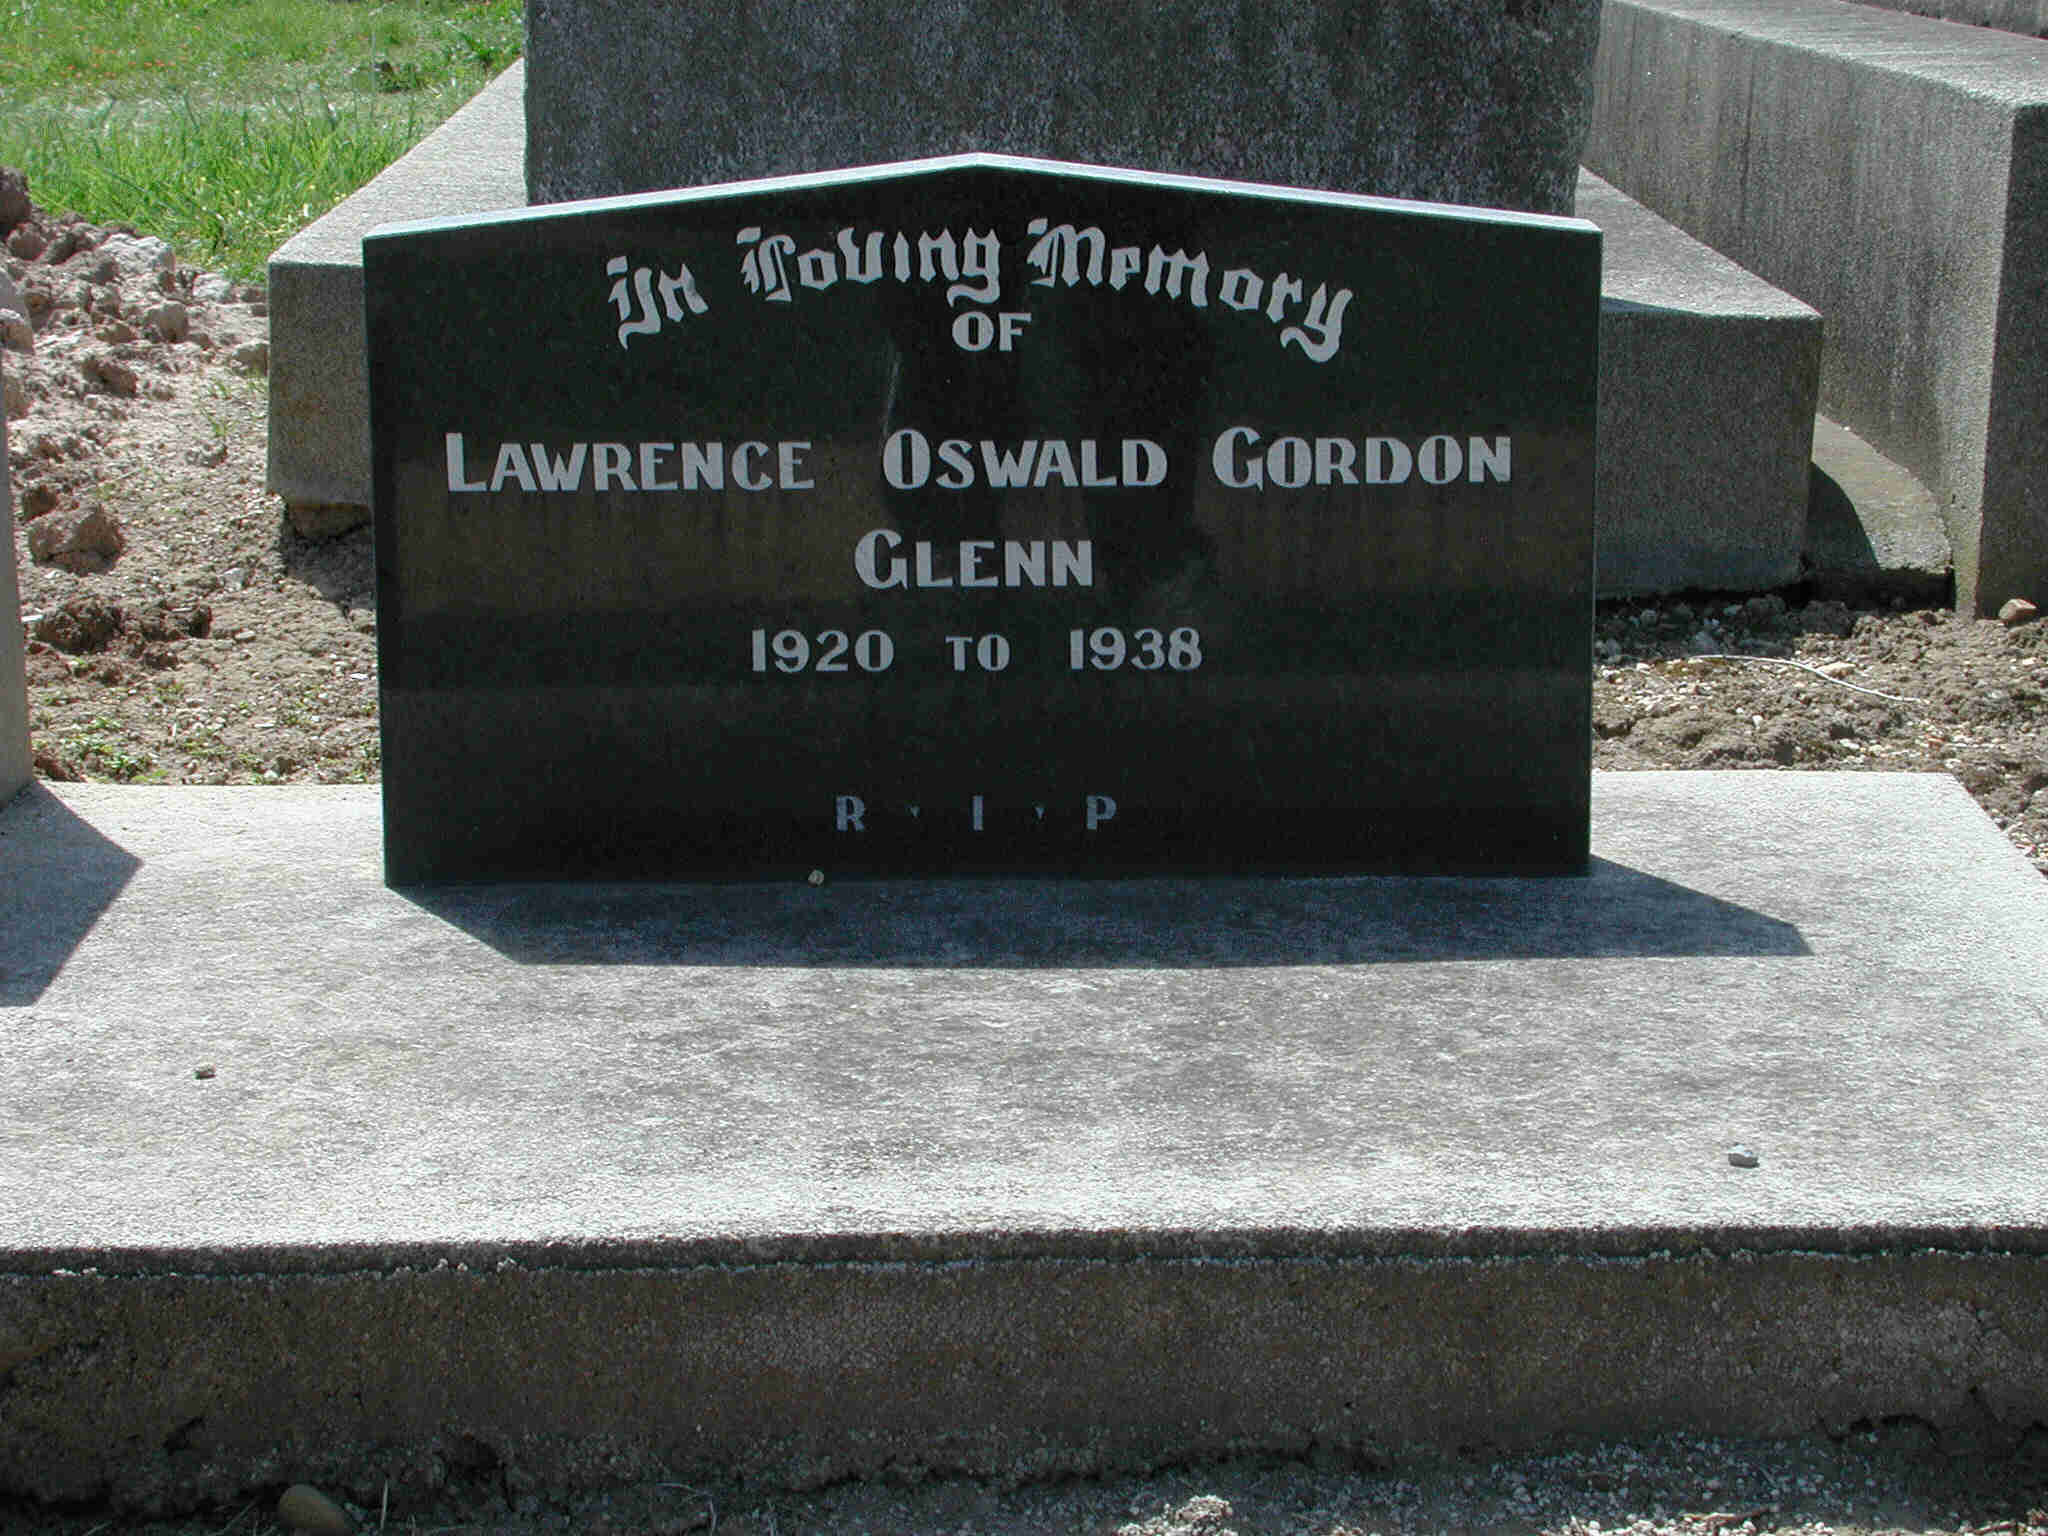 In Loving Memory
OF
LAWRENCE OSWALD GORDON
GLENN
1920 TO 1938
R · I · P